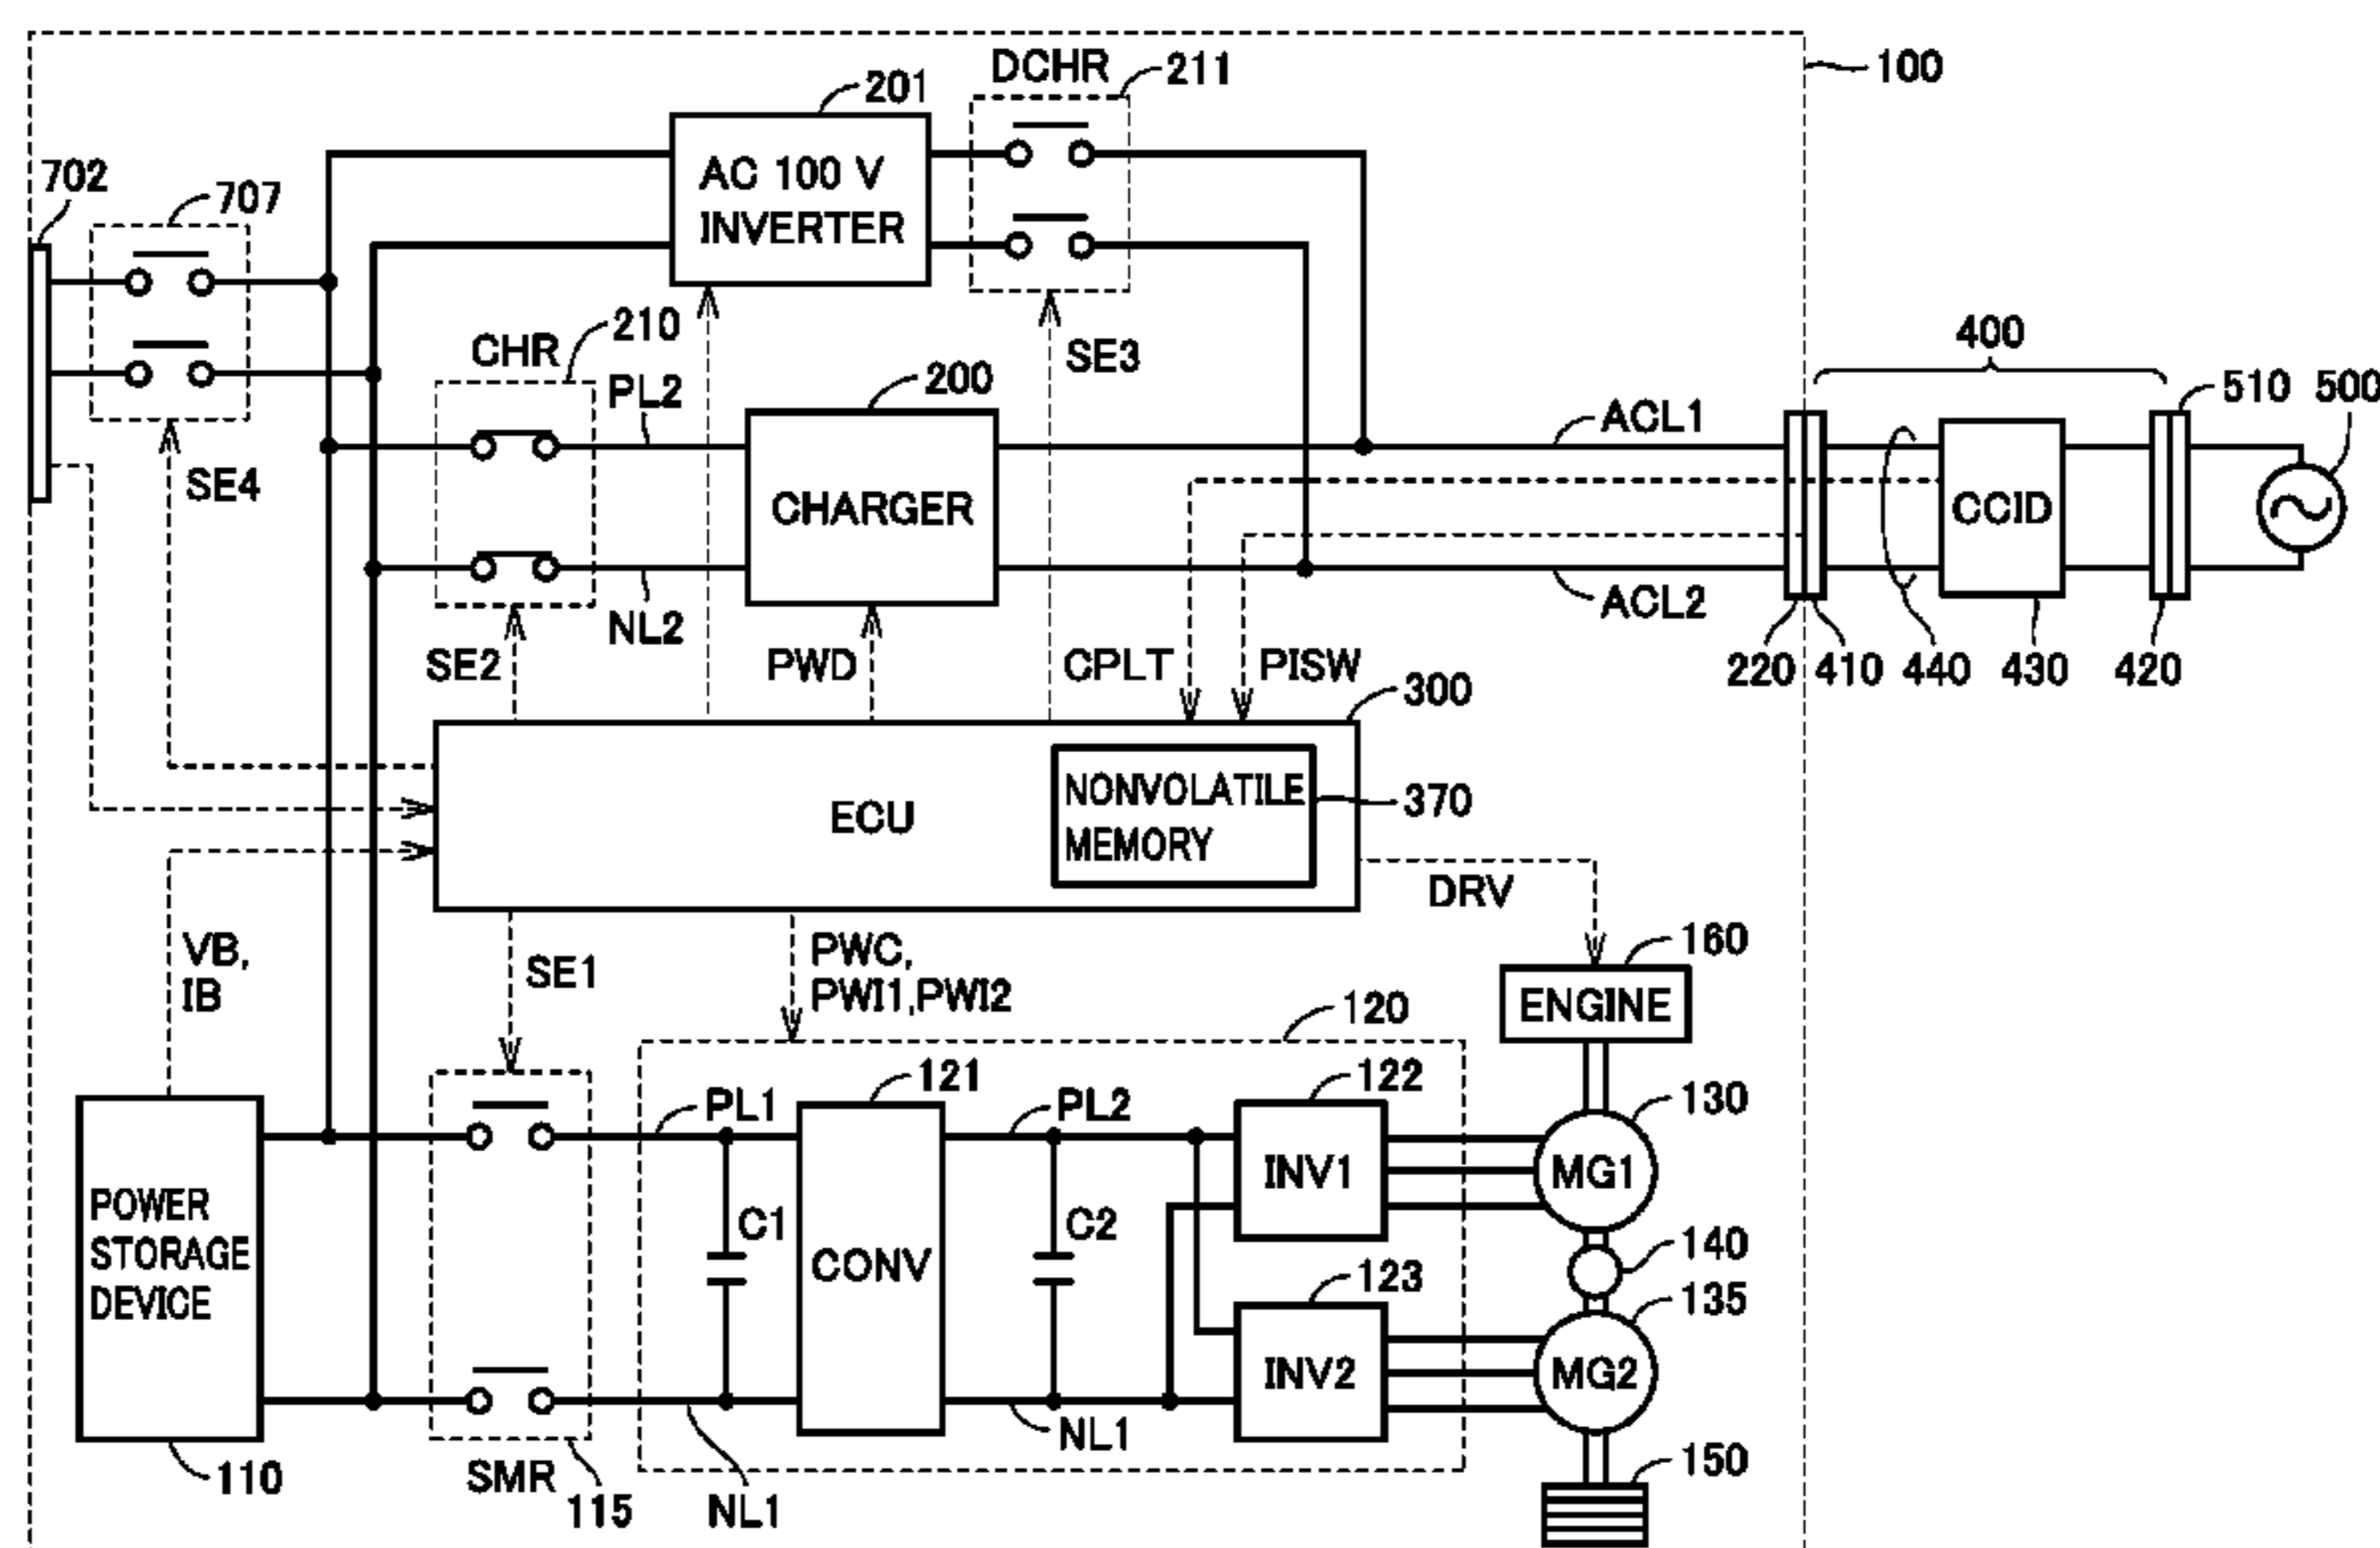 DCHR
211
100
201
AC 100 V
INVERTER
702
707
210
CHR
PL2
200
SE3
400
510
500
SE4
CHARGER
ACL1
CCID
NL2
ACL2
SE2
PWD
CPLT
PISW
220
410
440
430
420
300
ECU
NONVOLATILE
MEMORY
370
DRV
VB,
IB
SE1
PWC,
PWI1,PWI2
120
160
ENGINE
121
122
130
PL1
PL2
INV1
MG1
POWER
STORAGE
DEVICE
C1
CONV
C2
140
123
135
INV2
MG2
NL1
110
SMR
115
NL1
150